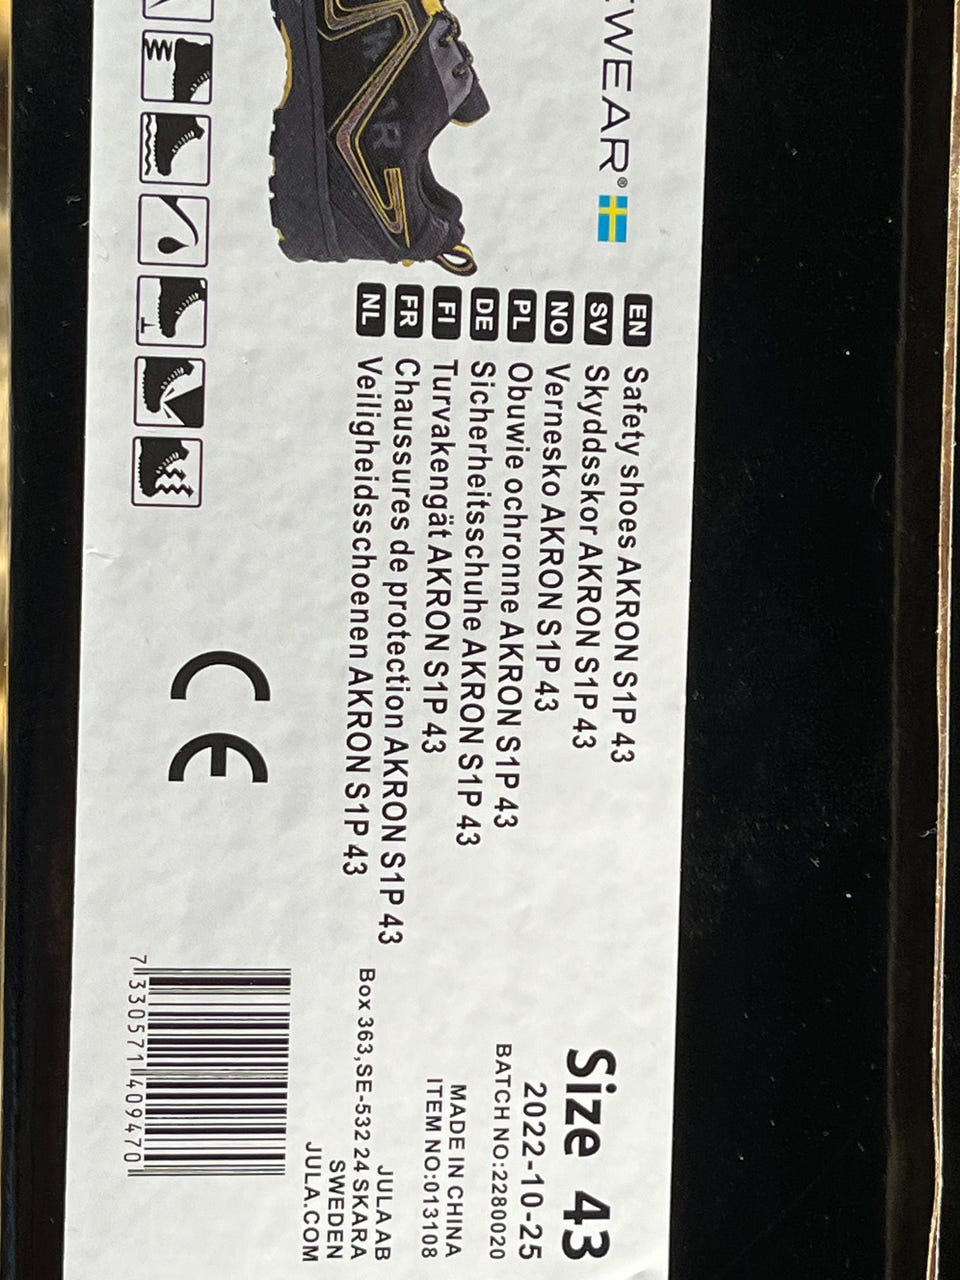 WEAR®
EN Safety shoes AKRON S1P 43
SV Skyddsskor AKRON S1P 43
NO Vernesko AKRON S1P 43
PL Obuwie ochronne AKRON S1P 43
DE Sicherheitsschuhe AKRON S1P 43
FI Turvakengät AKRON S1P 43
FR Chaussures de protection AKRON S1P 43
NL Veiligheidsschoenen AKRON S1P 43
Size 43
2022-10-25
BATCH NO:2280020
MADE IN CHINA
ITEM NO:013108
JULA AB
Box 363,SE-532 24 SKARA
SWEDEN
JULA.COM
CE
7 330571 409470